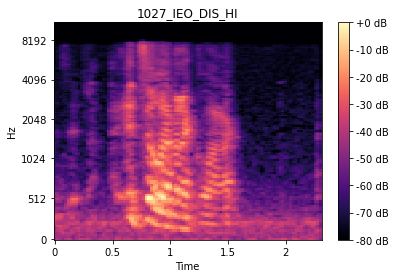 1027_IEO_DIS_HI
+0 dB
8192
-10 dB
4096
-20 dB
-30 dB
2048
Hz
-40 dB
1024
-50 dB
512
-60 dB
-70 dB
0
-80 dB
0
0.5
1
1.5
2
Time